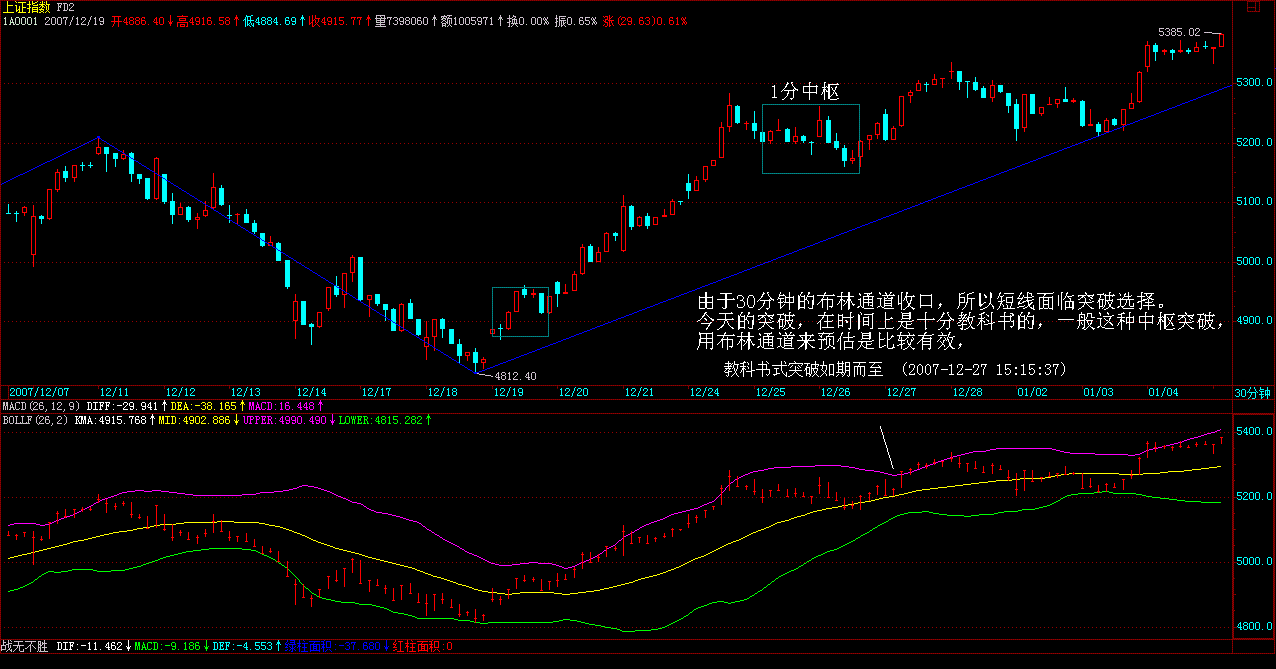 上证指数 FD2
1A0001 2007/12/19 开4886.40↓高4918.58↑低4884.69↑收4915.77↑量7398060↑额1005971↑换0.00% 振0.65% 涨(29.63)0.61%
5385.02
1分中枢
5300.0
5200.0
5100.0
5000.0
由于30分钟的布林通道收口，所以短线面临突破选择。
今天的突破，在时间上是十分教科书的，一般这种中枢突破，
4900.0
用布林通道来预估是比较有效，
教科书式突破如期而至 (2007-12-27 15:15:37)
4812.40
2007/12/07 12/11 12/12 12/13 12/14 12/17 12/18 12/19 12/20 12/21 12/24 12/25 12/26 12/27 12/28 01/02 01/03 01/04 30分钟
MACD(26,12,9) DIFF:-29.941↑DEA:-38.165↑MACD:16.448↑
BOLLF(26,2) KMA:4915.768↑MID:4902.886↓UPPER:4990.490↓LOWER:4815.282↑
5400.0
5200.0
5000.0
4800.0
战无不胜 DIF:-11.462↓MACD:-9.186↓DEF:-4.553↑绿柱面积:-37.660↓红柱面积:0